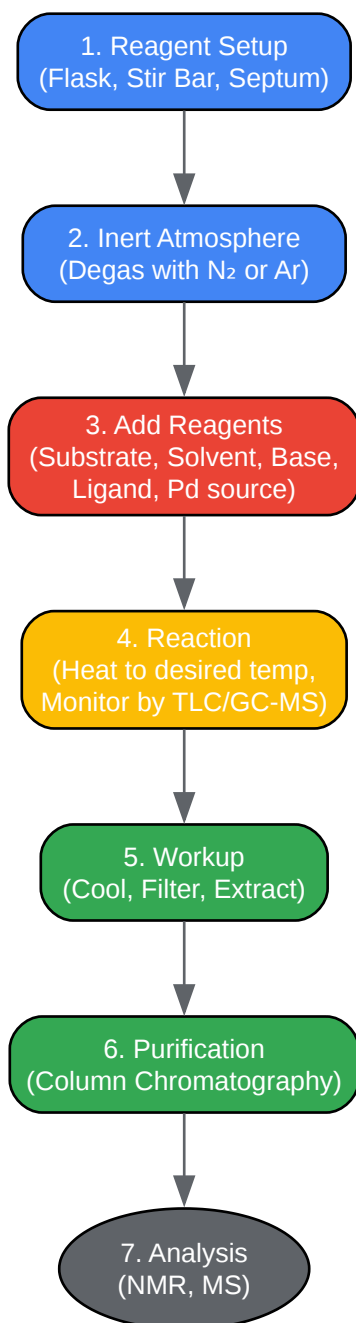 1. Reagent Setup
(Flask, Stir Bar, Septum)
2. Inert Atmosphere
(Degas with N₂ or Ar)
3. Add Reagents
(Substrate, Solvent, Base,
Ligand, Pd source)
4. Reaction
(Heat to desired temp,
Monitor by TLC/GC-MS)
5. Workup
(Cool, Filter, Extract)
6. Purification
(Column Chromatography)
7. Analysis
(NMR, MS)